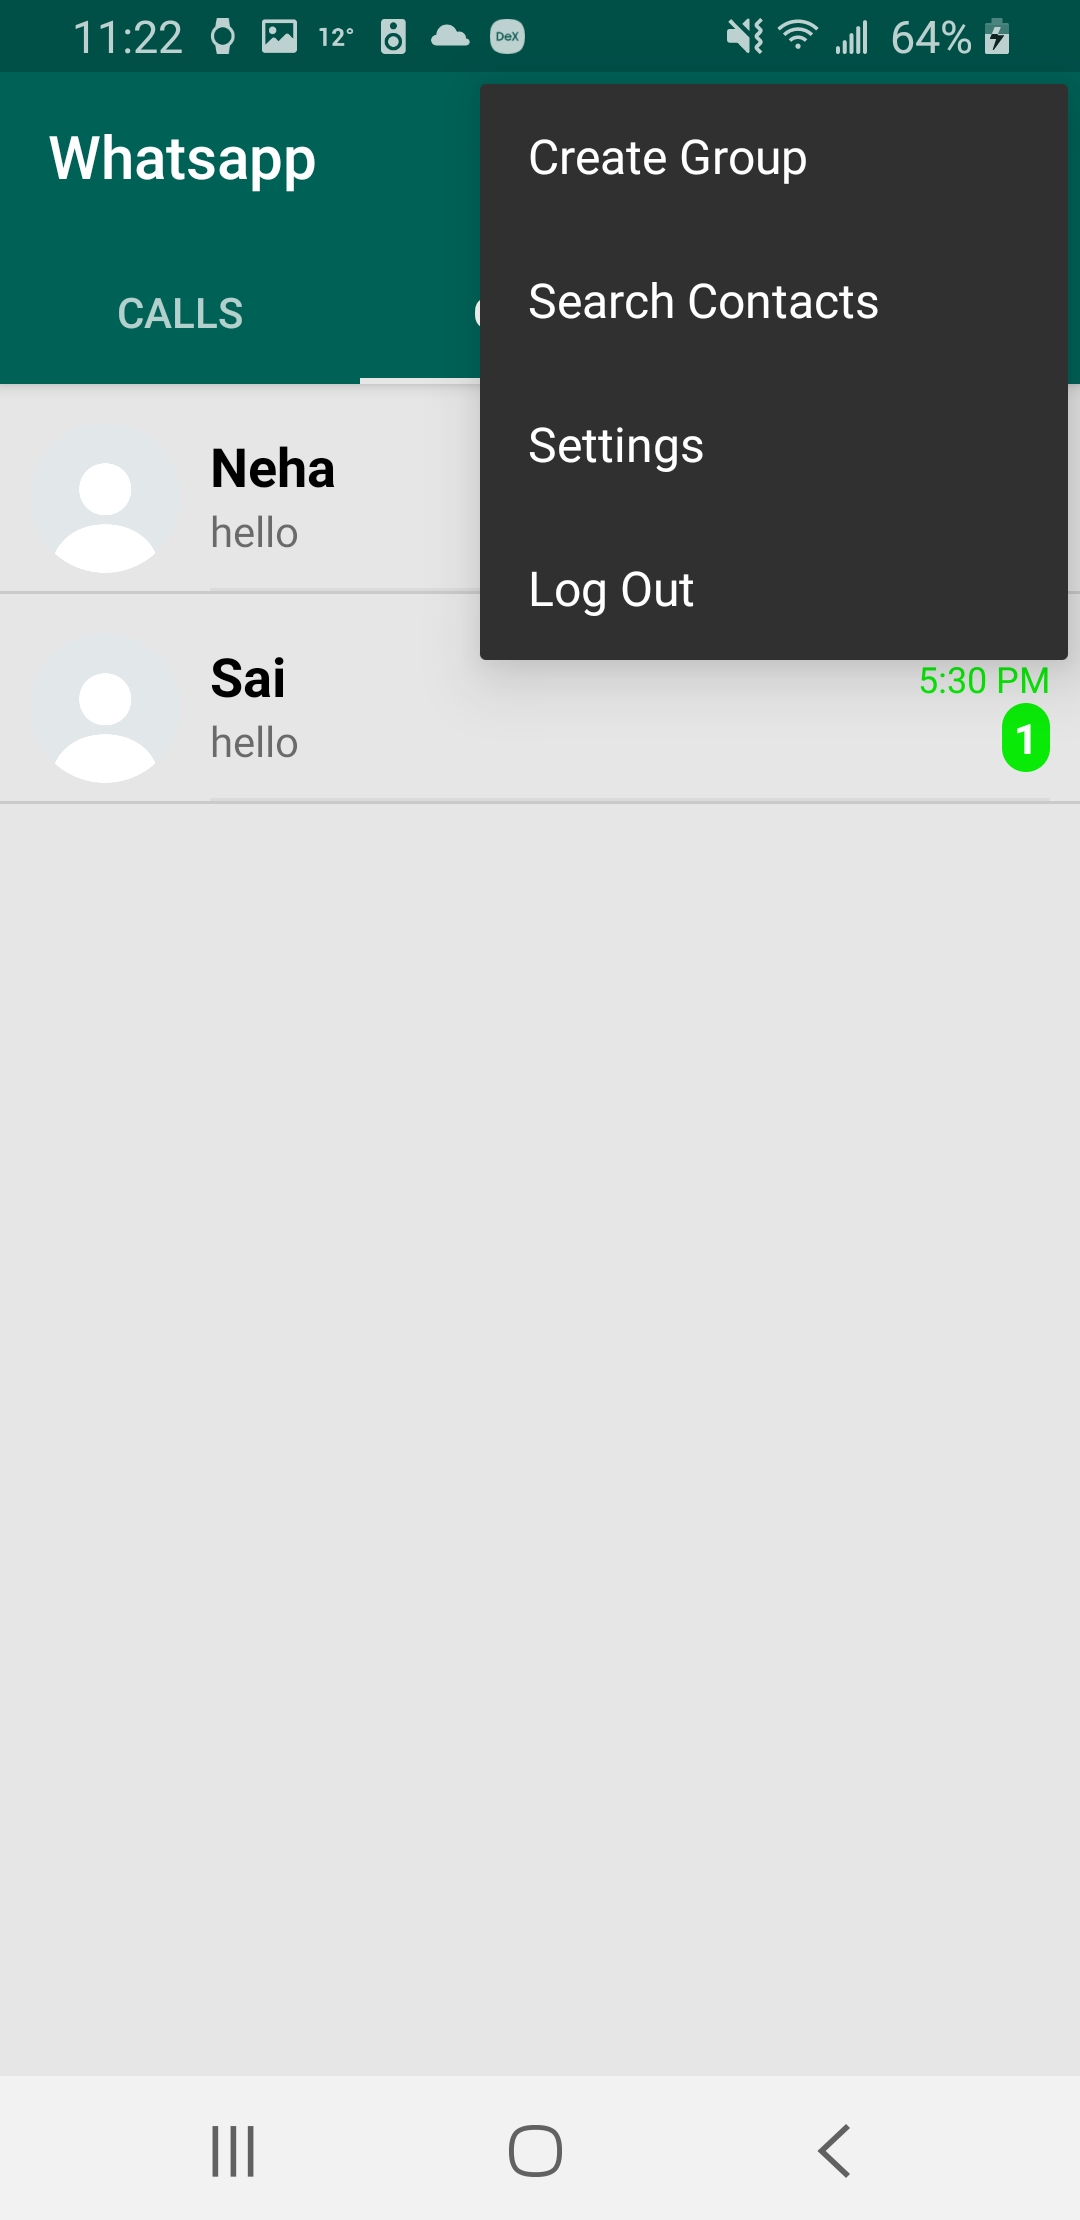 11:22 12° DeX 64%
Whatsapp
Create Group
Search Contacts
CALLS
Settings
Neha
hello
Log Out
Sai
5:30 PM
hello
1